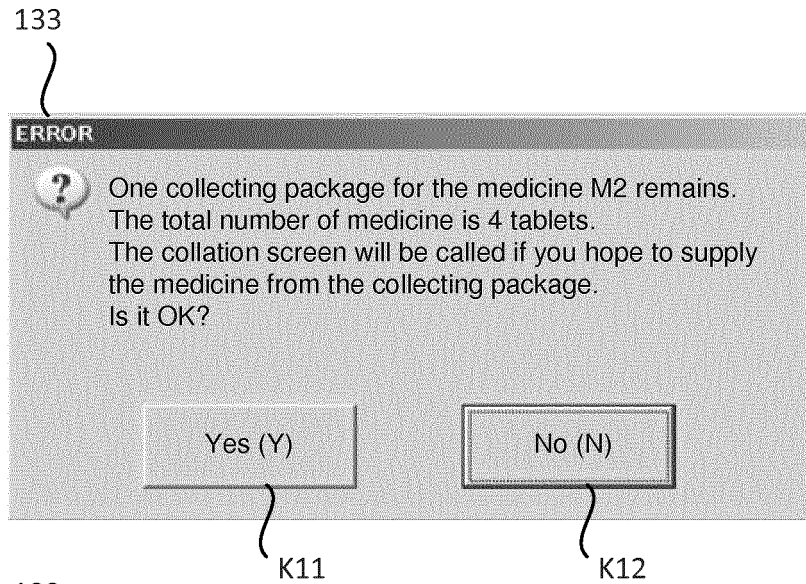 133
ERROR
One collecting package for the medicine M2 remains.
The total number of medicine is 4 tablets.
The collation screen will be called if you hope to supply
the medicine from the collecting package.
Is it OK?
Yes (Y)
No (N)
K11
K12